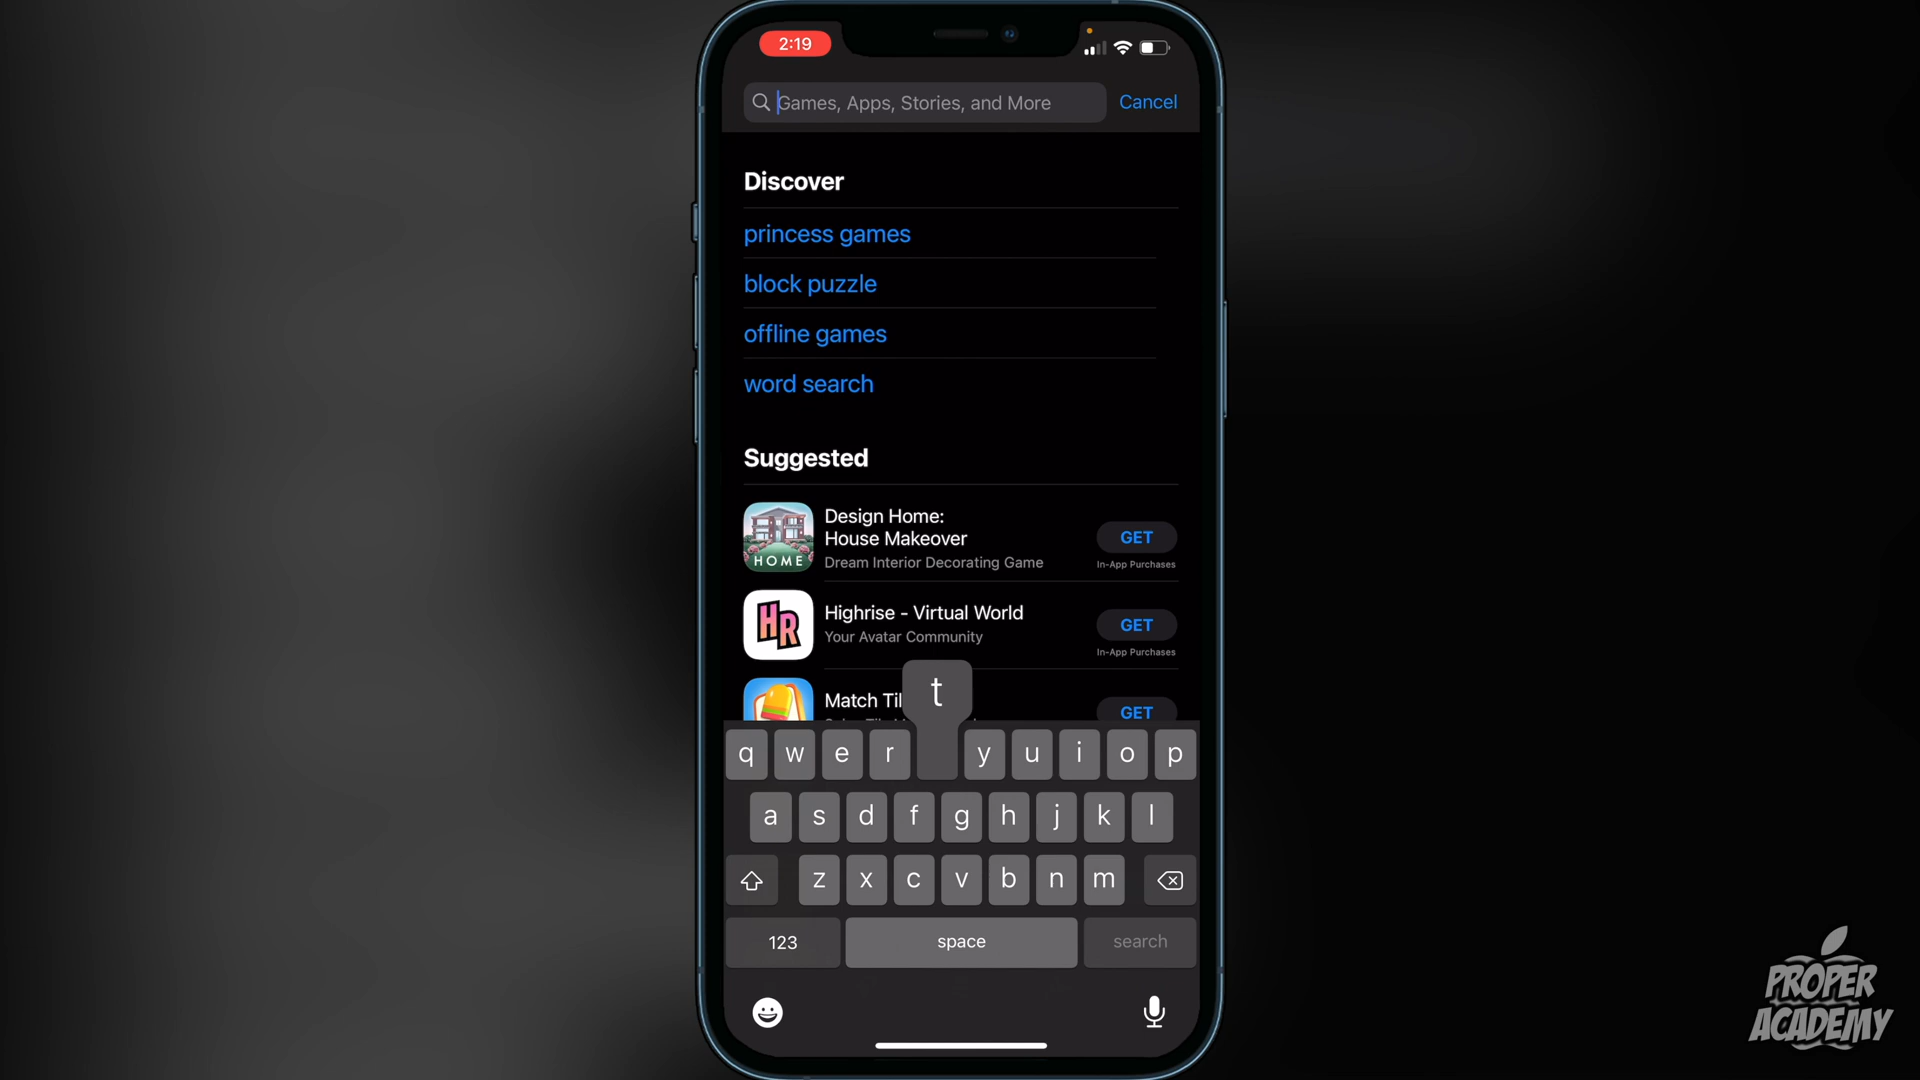 2:19
Games, Apps, Stories, and More
Cancel
Discover
princess games
block puzzle
offline games
word search
Suggested
HOME
Design Home:
House Makeover
Dream Interior Decorating Game
GET
In-App Purchases
HR
Highrise - Virtual World
Your Avatar Community
GET
In-App Purchases
Match Til
GET
t
q w e r y u i o p
a s d f g h j k l
z x c v b n m
123 space search
PROPER
ACADEMY